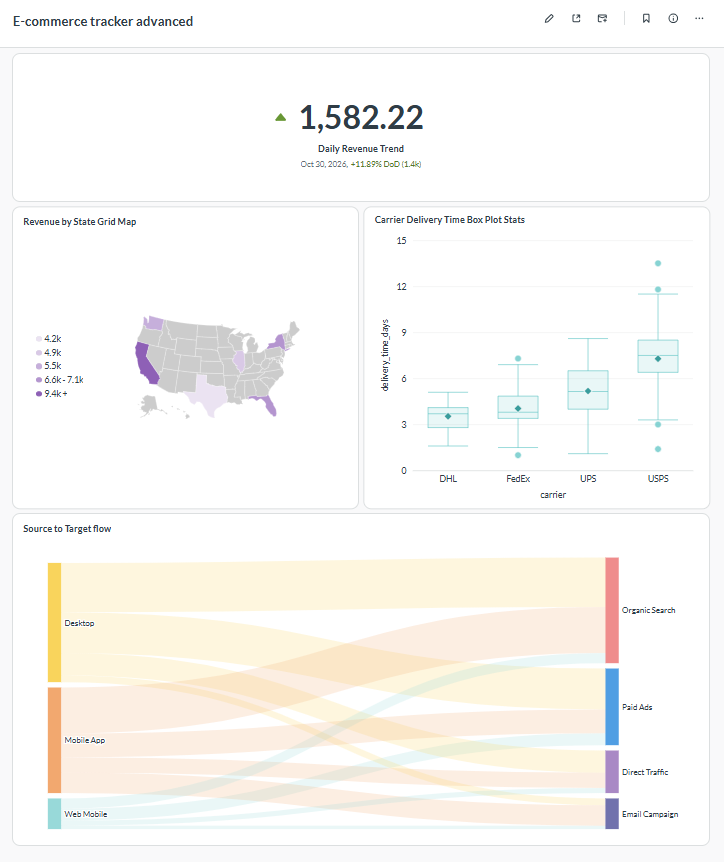 E-commerce tracker advanced
1,582.22
Daily Revenue Trend
Oct 30, 2026, +11.89% DoD (1.4k)
Revenue by State Grid Map
4.2k
4.9k
5.5k
6.6k - 7.1k
9.4k +
Carrier Delivery Time Box Plot Stats
15
12
9
6
3
0
delivery_time_days
DHL FedEx UPS USPS
carrier
Source to Target flow
Desktop
Mobile App
Web Mobile
Organic Search
Paid Ads
Direct Traffic
Email Campaign